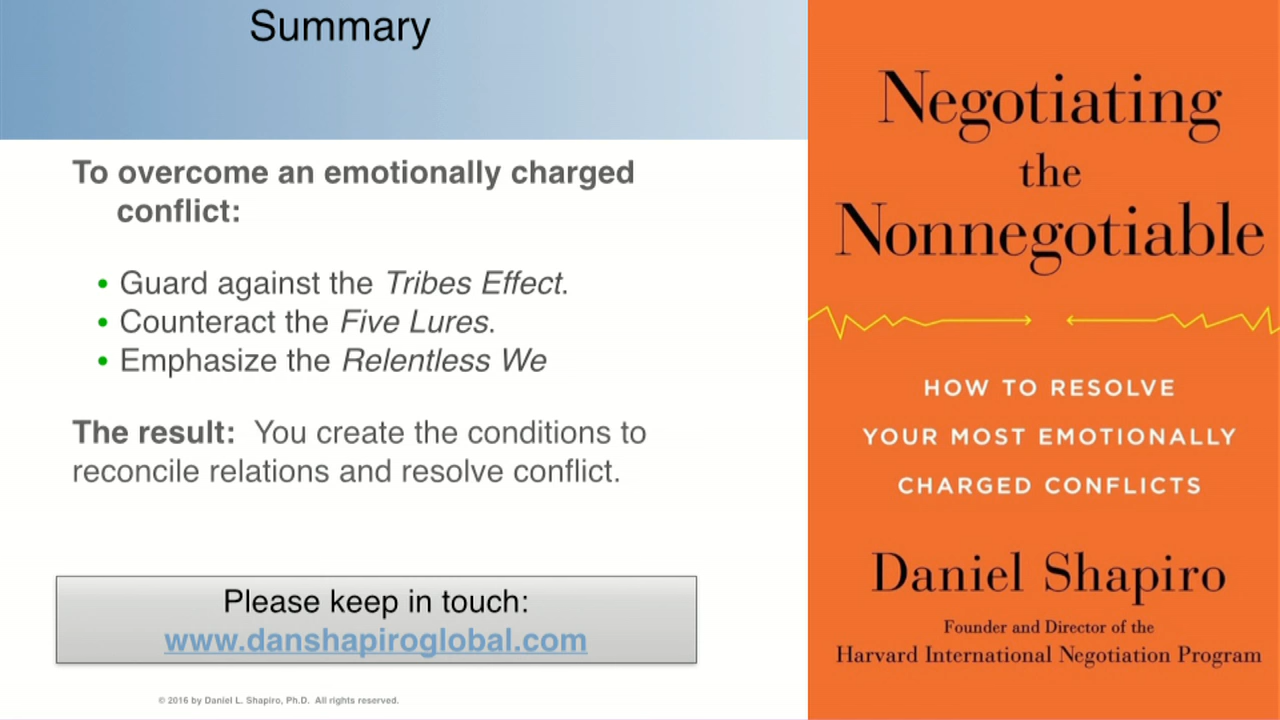 Summary
To overcome an emotionally charged
conflict:
• Guard against the Tribes Effect.
• Counteract the Five Lures.
• Emphasize the Relentless We
The result: You create the conditions to
reconcile relations and resolve conflict.
Please keep in touch:
www.danshapiroglobal.com
© 2016 by Daniel L. Shapiro, Ph.D. All rights reserved.
Negotiating
the
Nonnegotiable
HOW TO RESOLVE
YOUR MOST EMOTIONALLY
CHARGED CONFLICTS
Daniel Shapiro
Founder and Director of the
Harvard International Negotiation Program